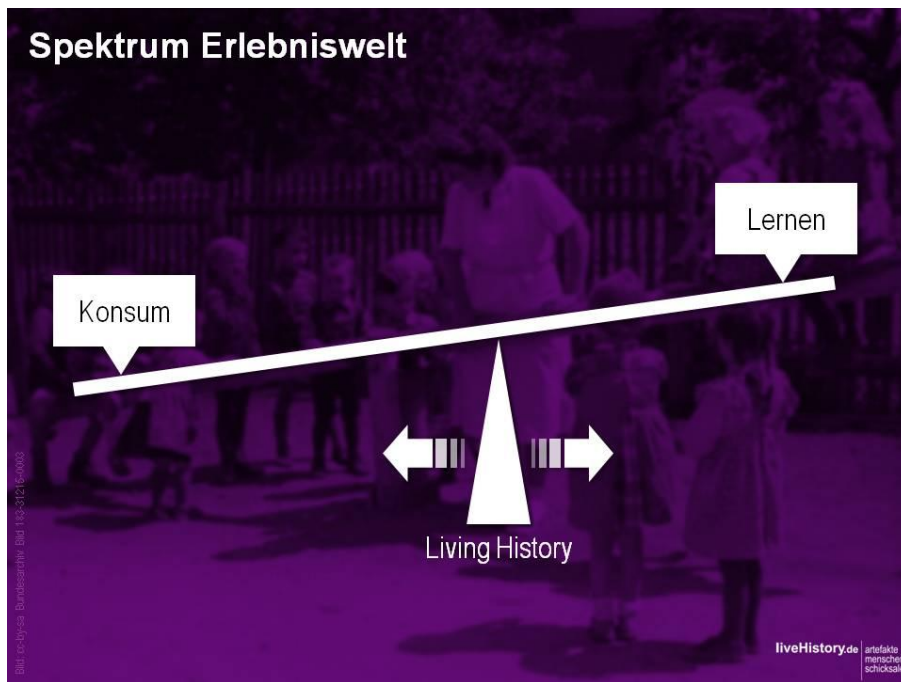 Spektrum Erlebniswelt
Lernen
Konsum
Living History
Bild: cc-by-sa Bundesarchiv Bild 183-31215-0003
liveHistory.de
artefakte
menschen
schicksale